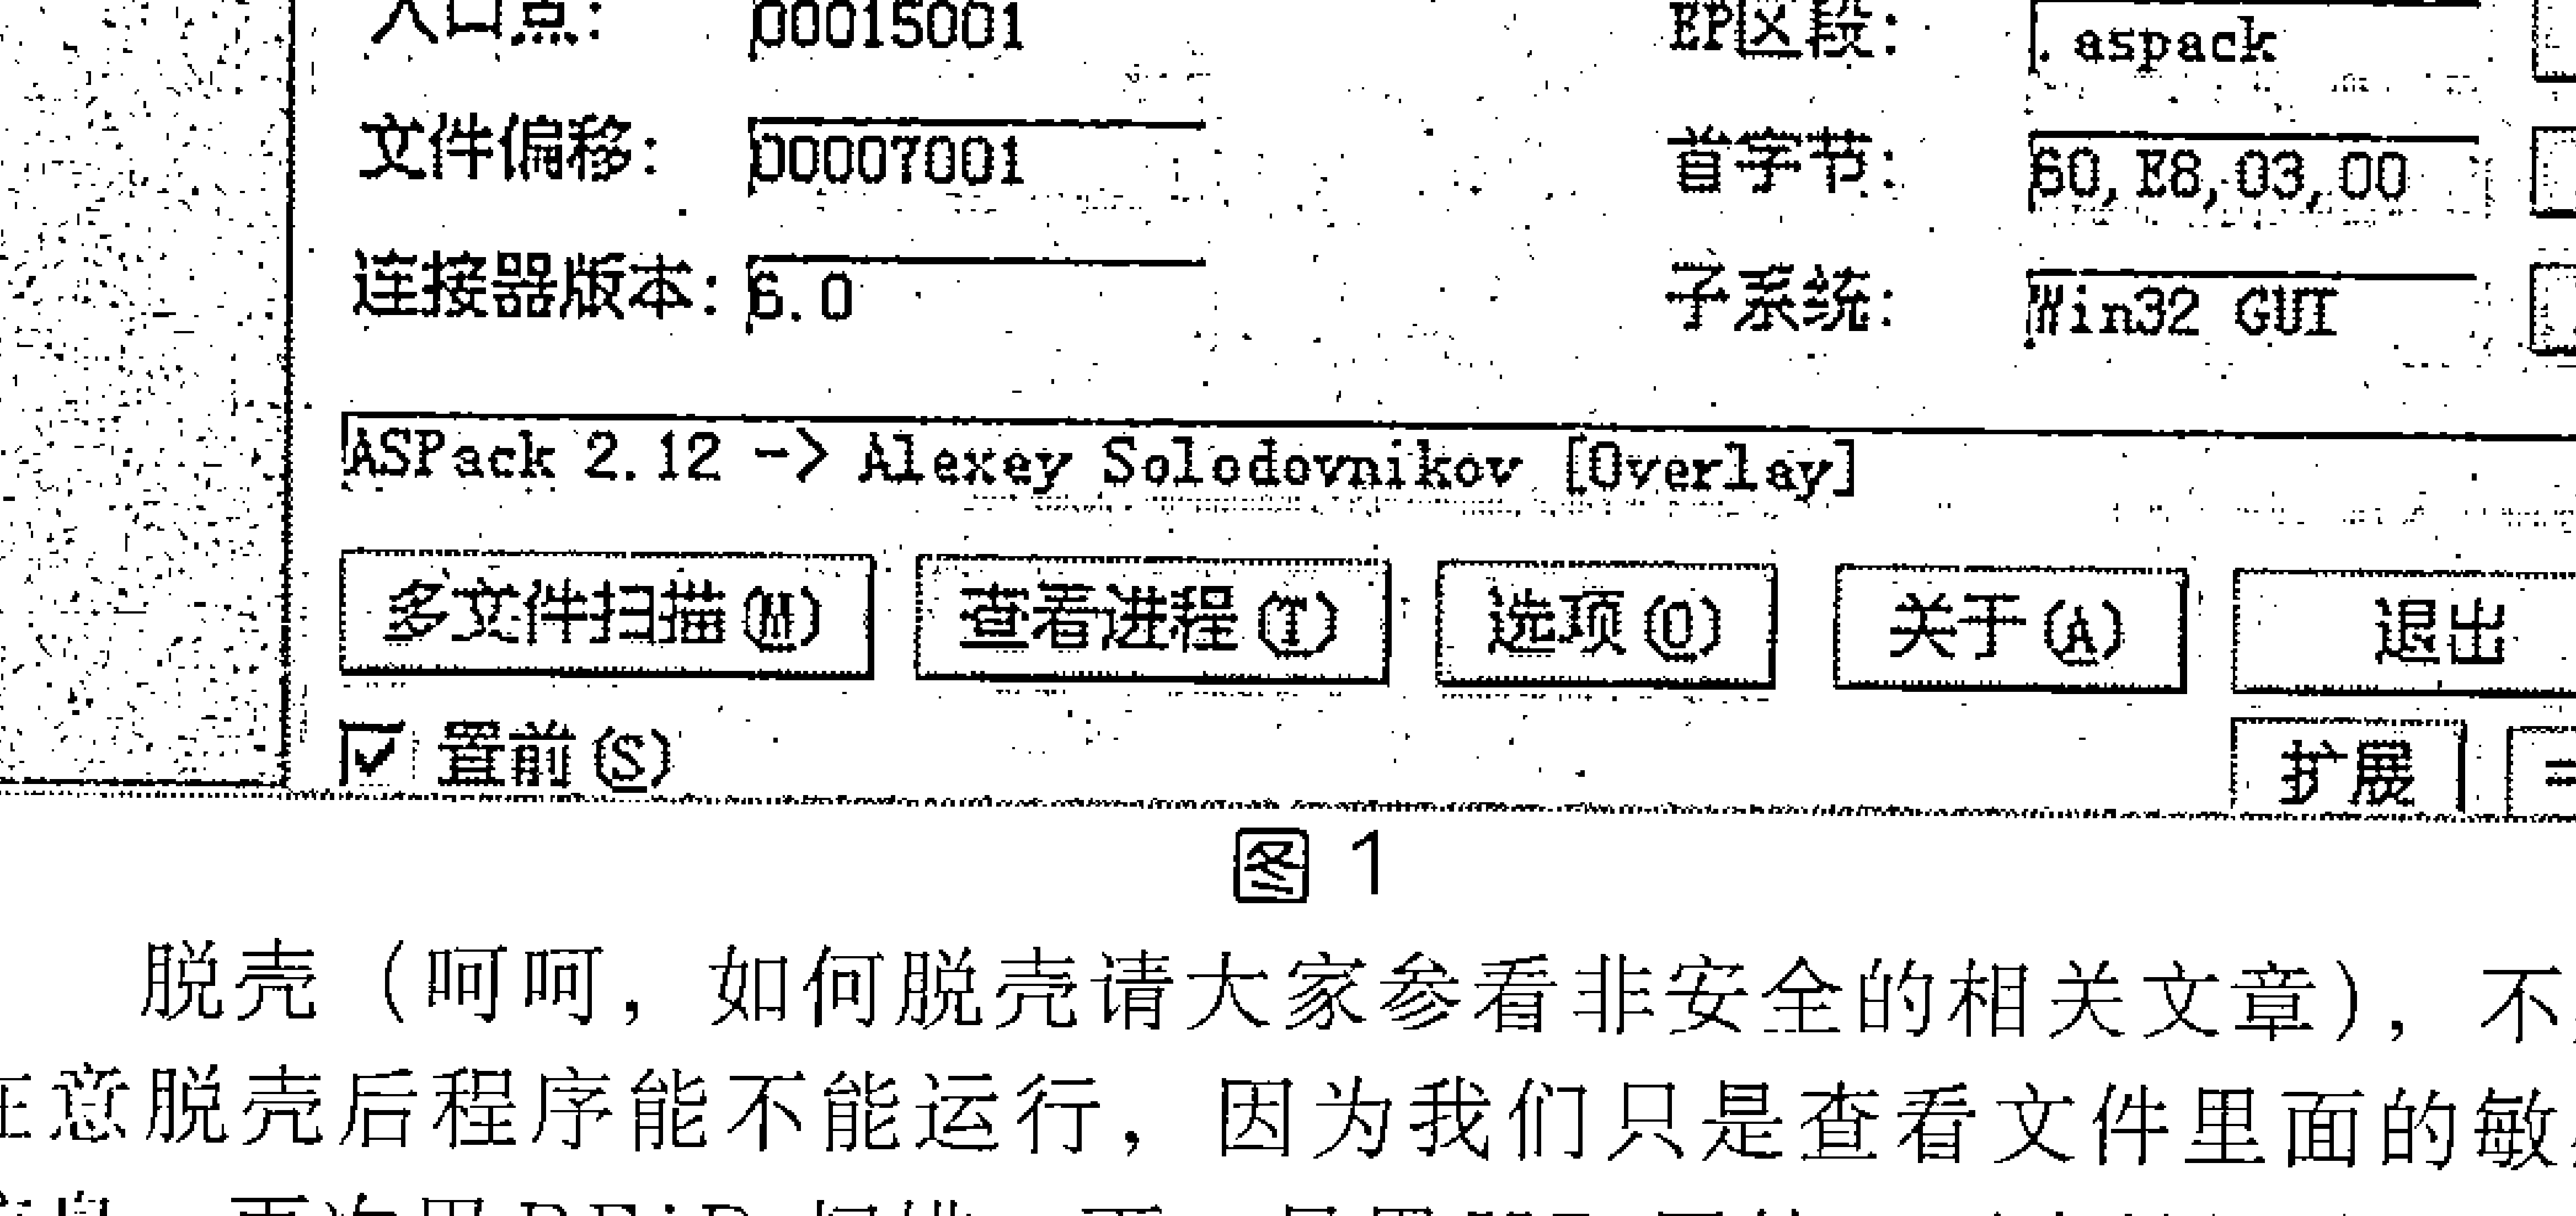 入口点: 00015001 EP区段: .aspack
文件偏移: 00007001 首字节: 60,E8,03,00
连接器版本: 6.0 子系统: Win32 GUI
ASPack 2.12 -> Alexey Solodovnikov [Overlay]
多文件扫描(M) 查看进程(T) 选项(O) 关于(A) 退出
置前(S) 扩展
图 1
脱壳（呵呵，如何脱壳请大家参看非安全的相关文章），不
在意脱壳后程序能不能运行，因为我们只是查看文件里面的敏